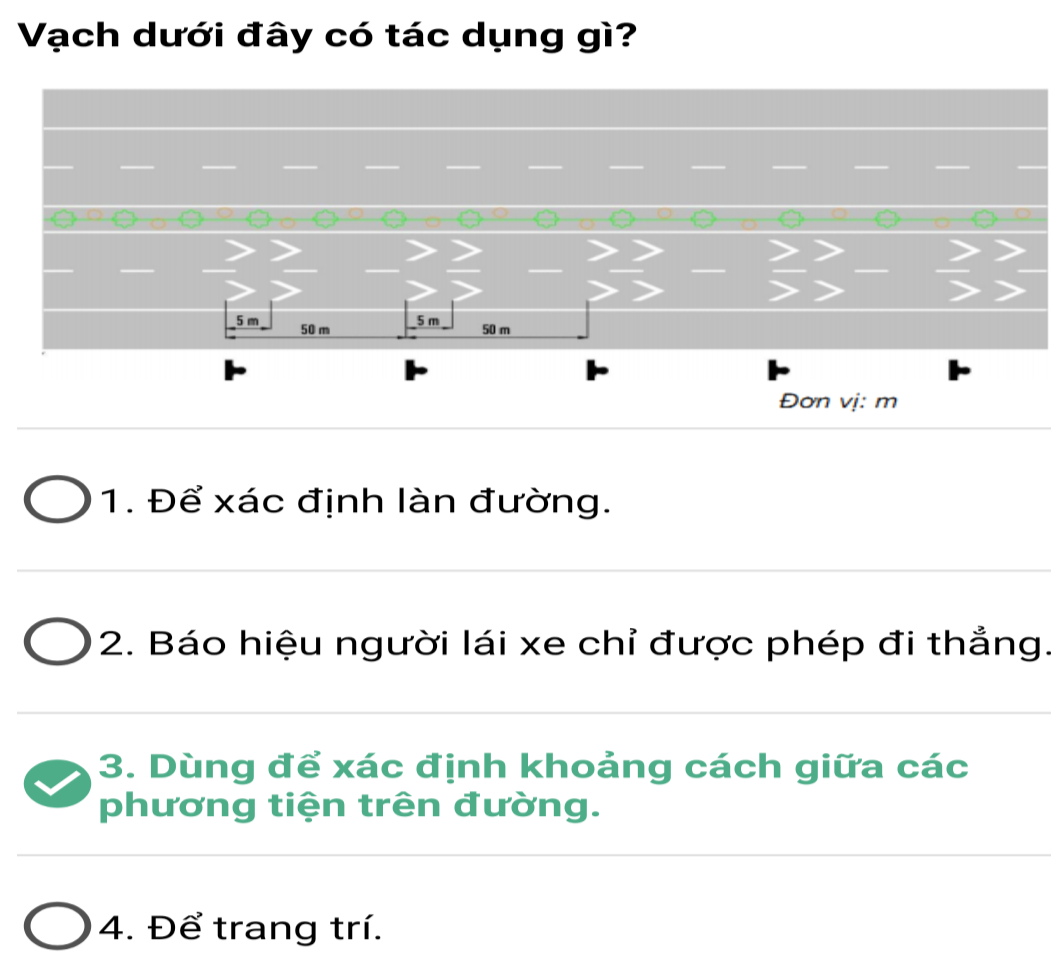 Vạch dưới đây có tác dụng gì?
5 m
5 m
50 m
50 m
Đơn vị: m
1. Để xác định làn đường.
2. Báo hiệu người lái xe chỉ được phép đi thẳng.
3. Dùng để xác định khoảng cách giữa các
phương tiện trên đường.
4. Để trang trí.